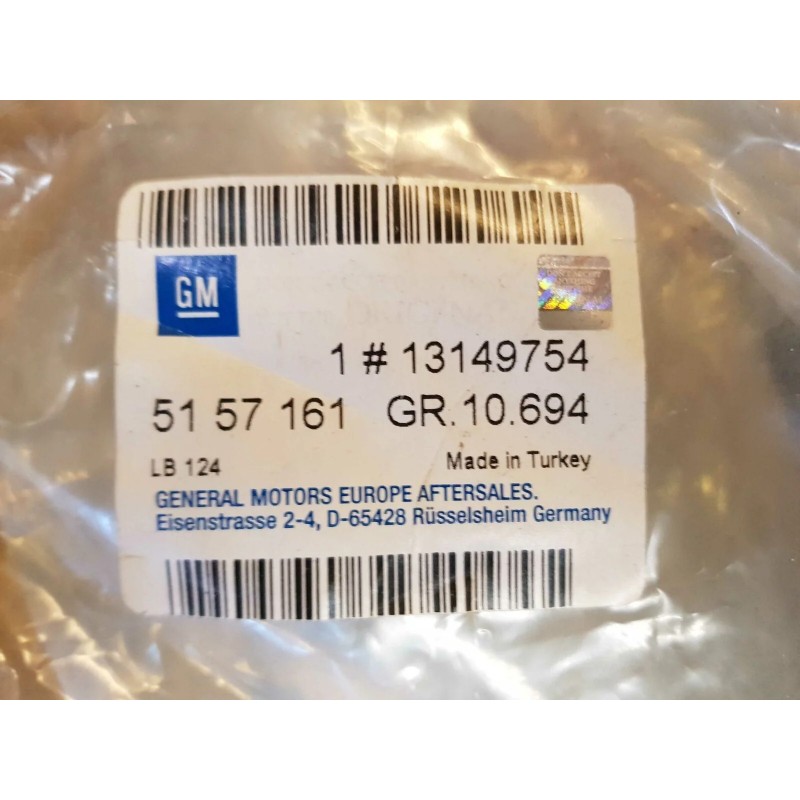 GM
1 # 13149754
51 57 161 GR.10.694
LB 124 Made in Turkey
GENERAL MOTORS EUROPE AFTERSALES.
Eisenstrasse 2-4, D-65428 Rüsselsheim Germany